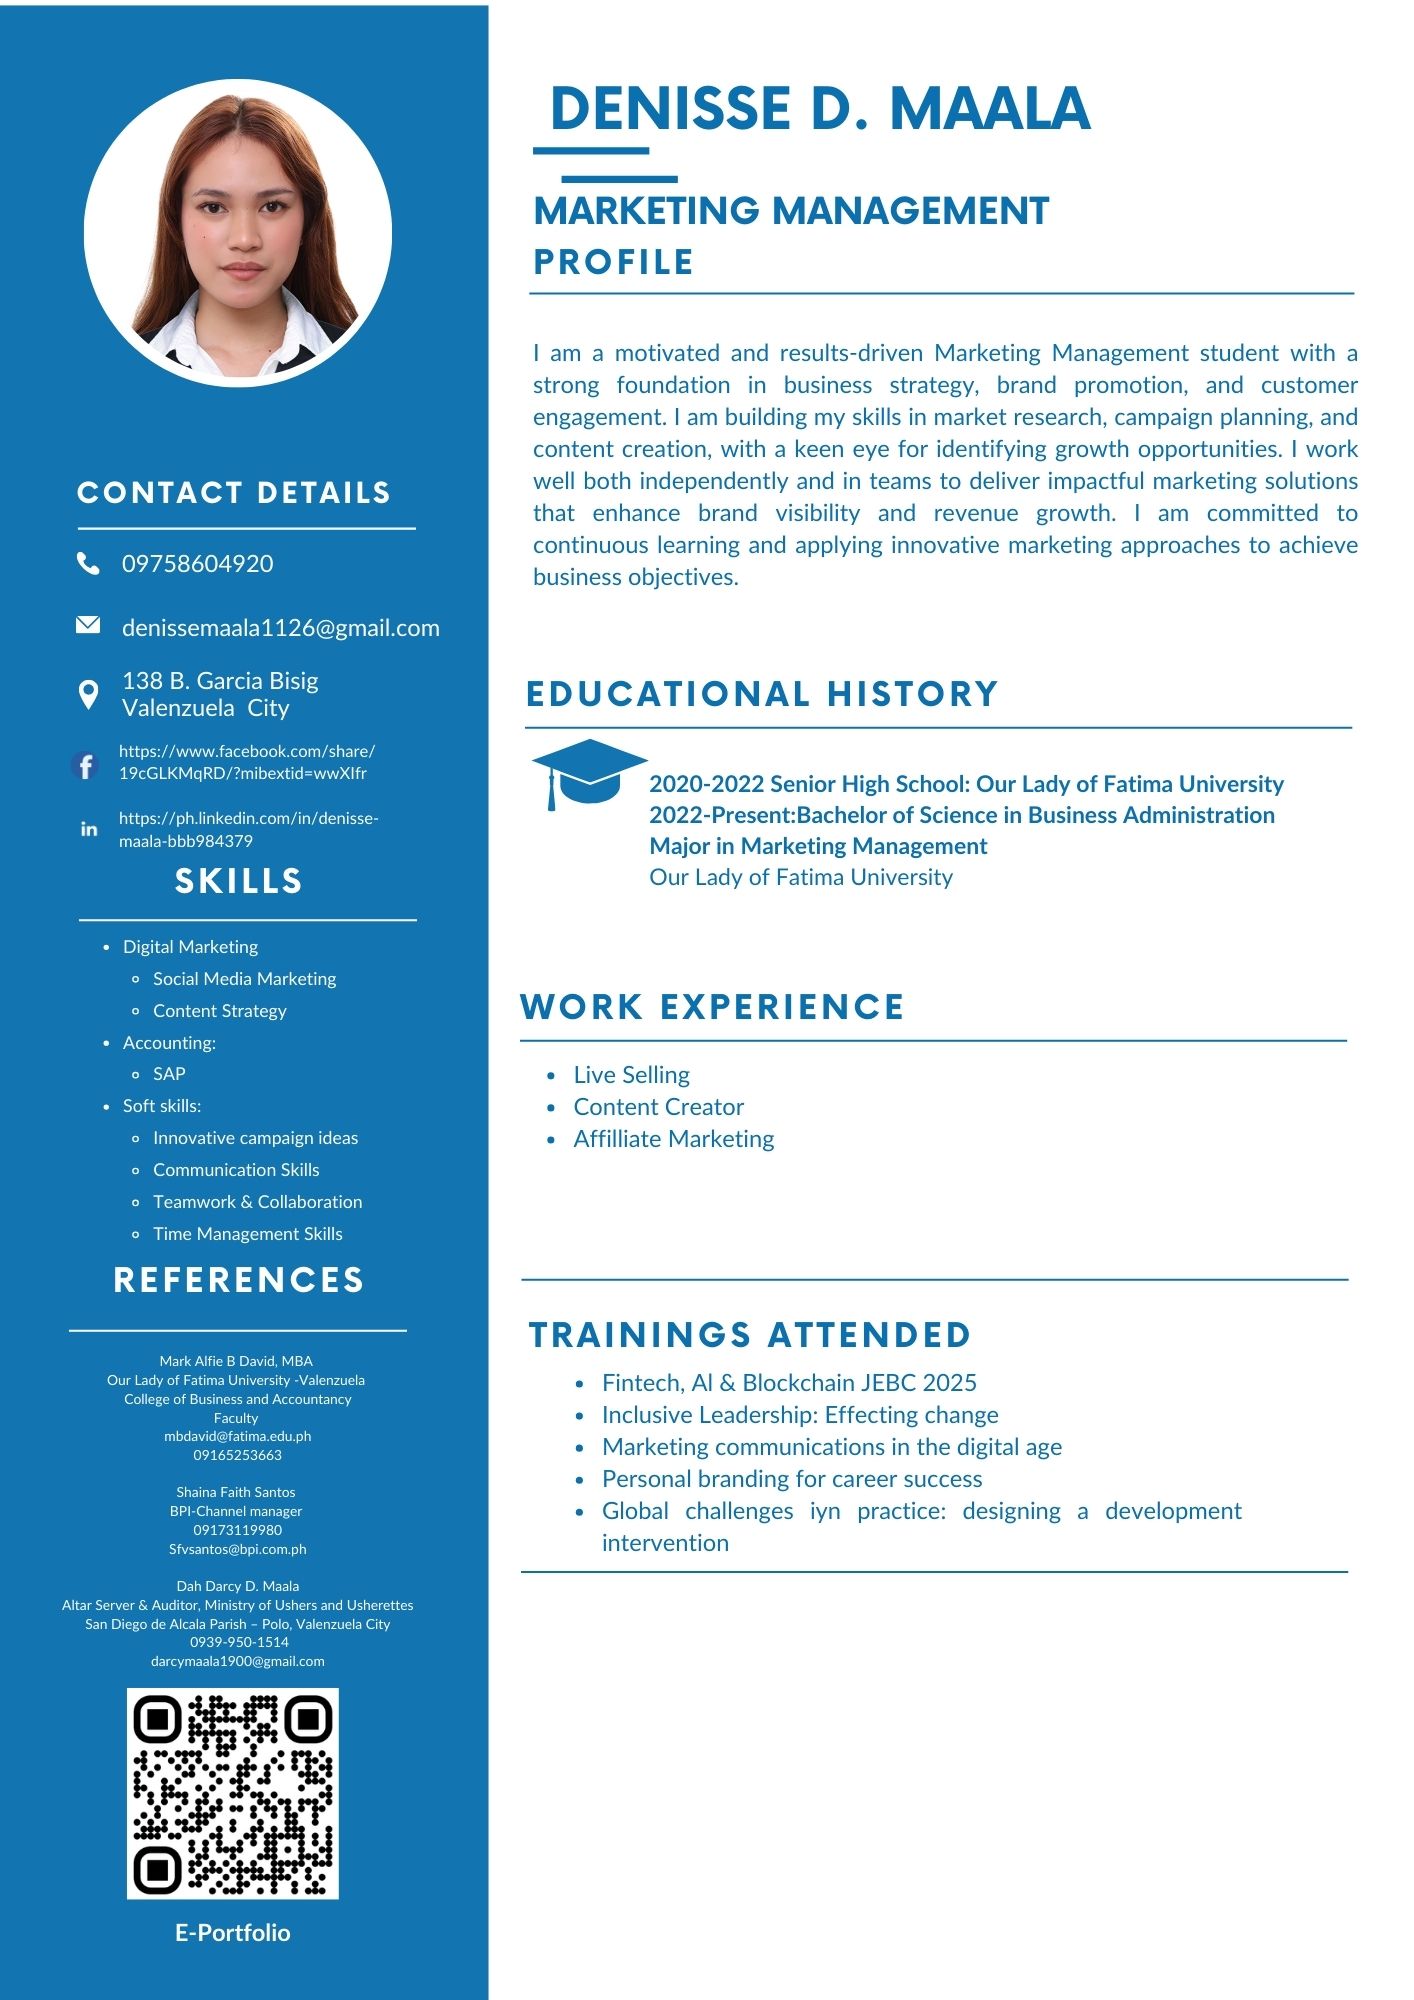 DENISSE D. MAALA
MARKETING MANAGEMENT
PROFILE
I am a motivated and results-driven Marketing Management student with a
strong foundation in business strategy, brand promotion, and customer
engagement. I am building my skills in market research, campaign planning, and
content creation, with a keen eye for identifying growth opportunities. I work
well both independently and in teams to deliver impactful marketing solutions
that enhance brand visibility and revenue growth. I am committed to
continuous learning and applying innovative marketing approaches to achieve
business objectives.
EDUCATIONAL HISTORY
2020-2022 Senior High School: Our Lady of Fatima University
2022-Present:Bachelor of Science in Business Administration
Major in Marketing Management
Our Lady of Fatima University
WORK EXPERIENCE
Live Selling
Content Creator
Affilliate Marketing
TRAININGS ATTENDED
Fintech, Al & Blockchain JEBC 2025
Inclusive Leadership: Effecting change
Marketing communications in the digital age
Personal branding for career success
Global challenges iyn practice: designing a development
intervention
CONTACT DETAILS
09758604920
denissemaala1126@gmail.com
138 B. Garcia Bisig
Valenzuela City
https://www.facebook.com/share/
19cGLKMqRD/?mibextid=wwXIfr
https://ph.linkedin.com/in/denisse-
maala-bbb984379
SKILLS
Digital Marketing
Social Media Marketing
Content Strategy
Accounting:
SAP
Soft skills:
Innovative campaign ideas
Communication Skills
Teamwork & Collaboration
Time Management Skills
REFERENCES
Mark Alfie B David, MBA
Our Lady of Fatima University -Valenzuela
College of Business and Accountancy
Faculty
mbdavid@fatima.edu.ph
09165253663
Shaina Faith Santos
BPI-Channel manager
09173119980
Sfvsantos@bpi.com.ph
Dah Darcy D. Maala
Altar Server & Auditor, Ministry of Ushers and Usherettes
San Diego de Alcala Parish – Polo, Valenzuela City
0939-950-1514
darcymaala1900@gmail.com
E-Portfolio